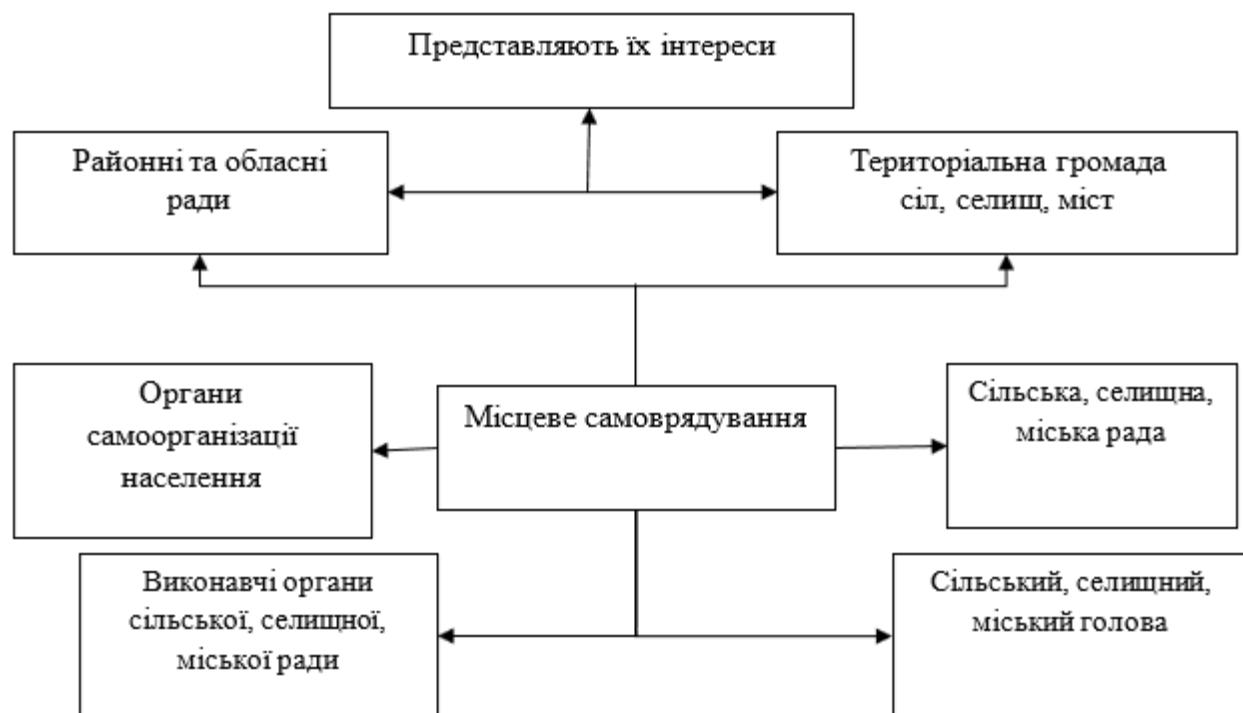 Представляють їх інтереси
Районні та обласні
ради
Територіальна громада
сіл, селищ, міст
Органи
самоорганізації
населення
Місцеве самоврядування
Сільська, селищна,
міська рада
Виконавчі органи
сільської, селищної,
міської ради
Сільський, селищний,
міський голова